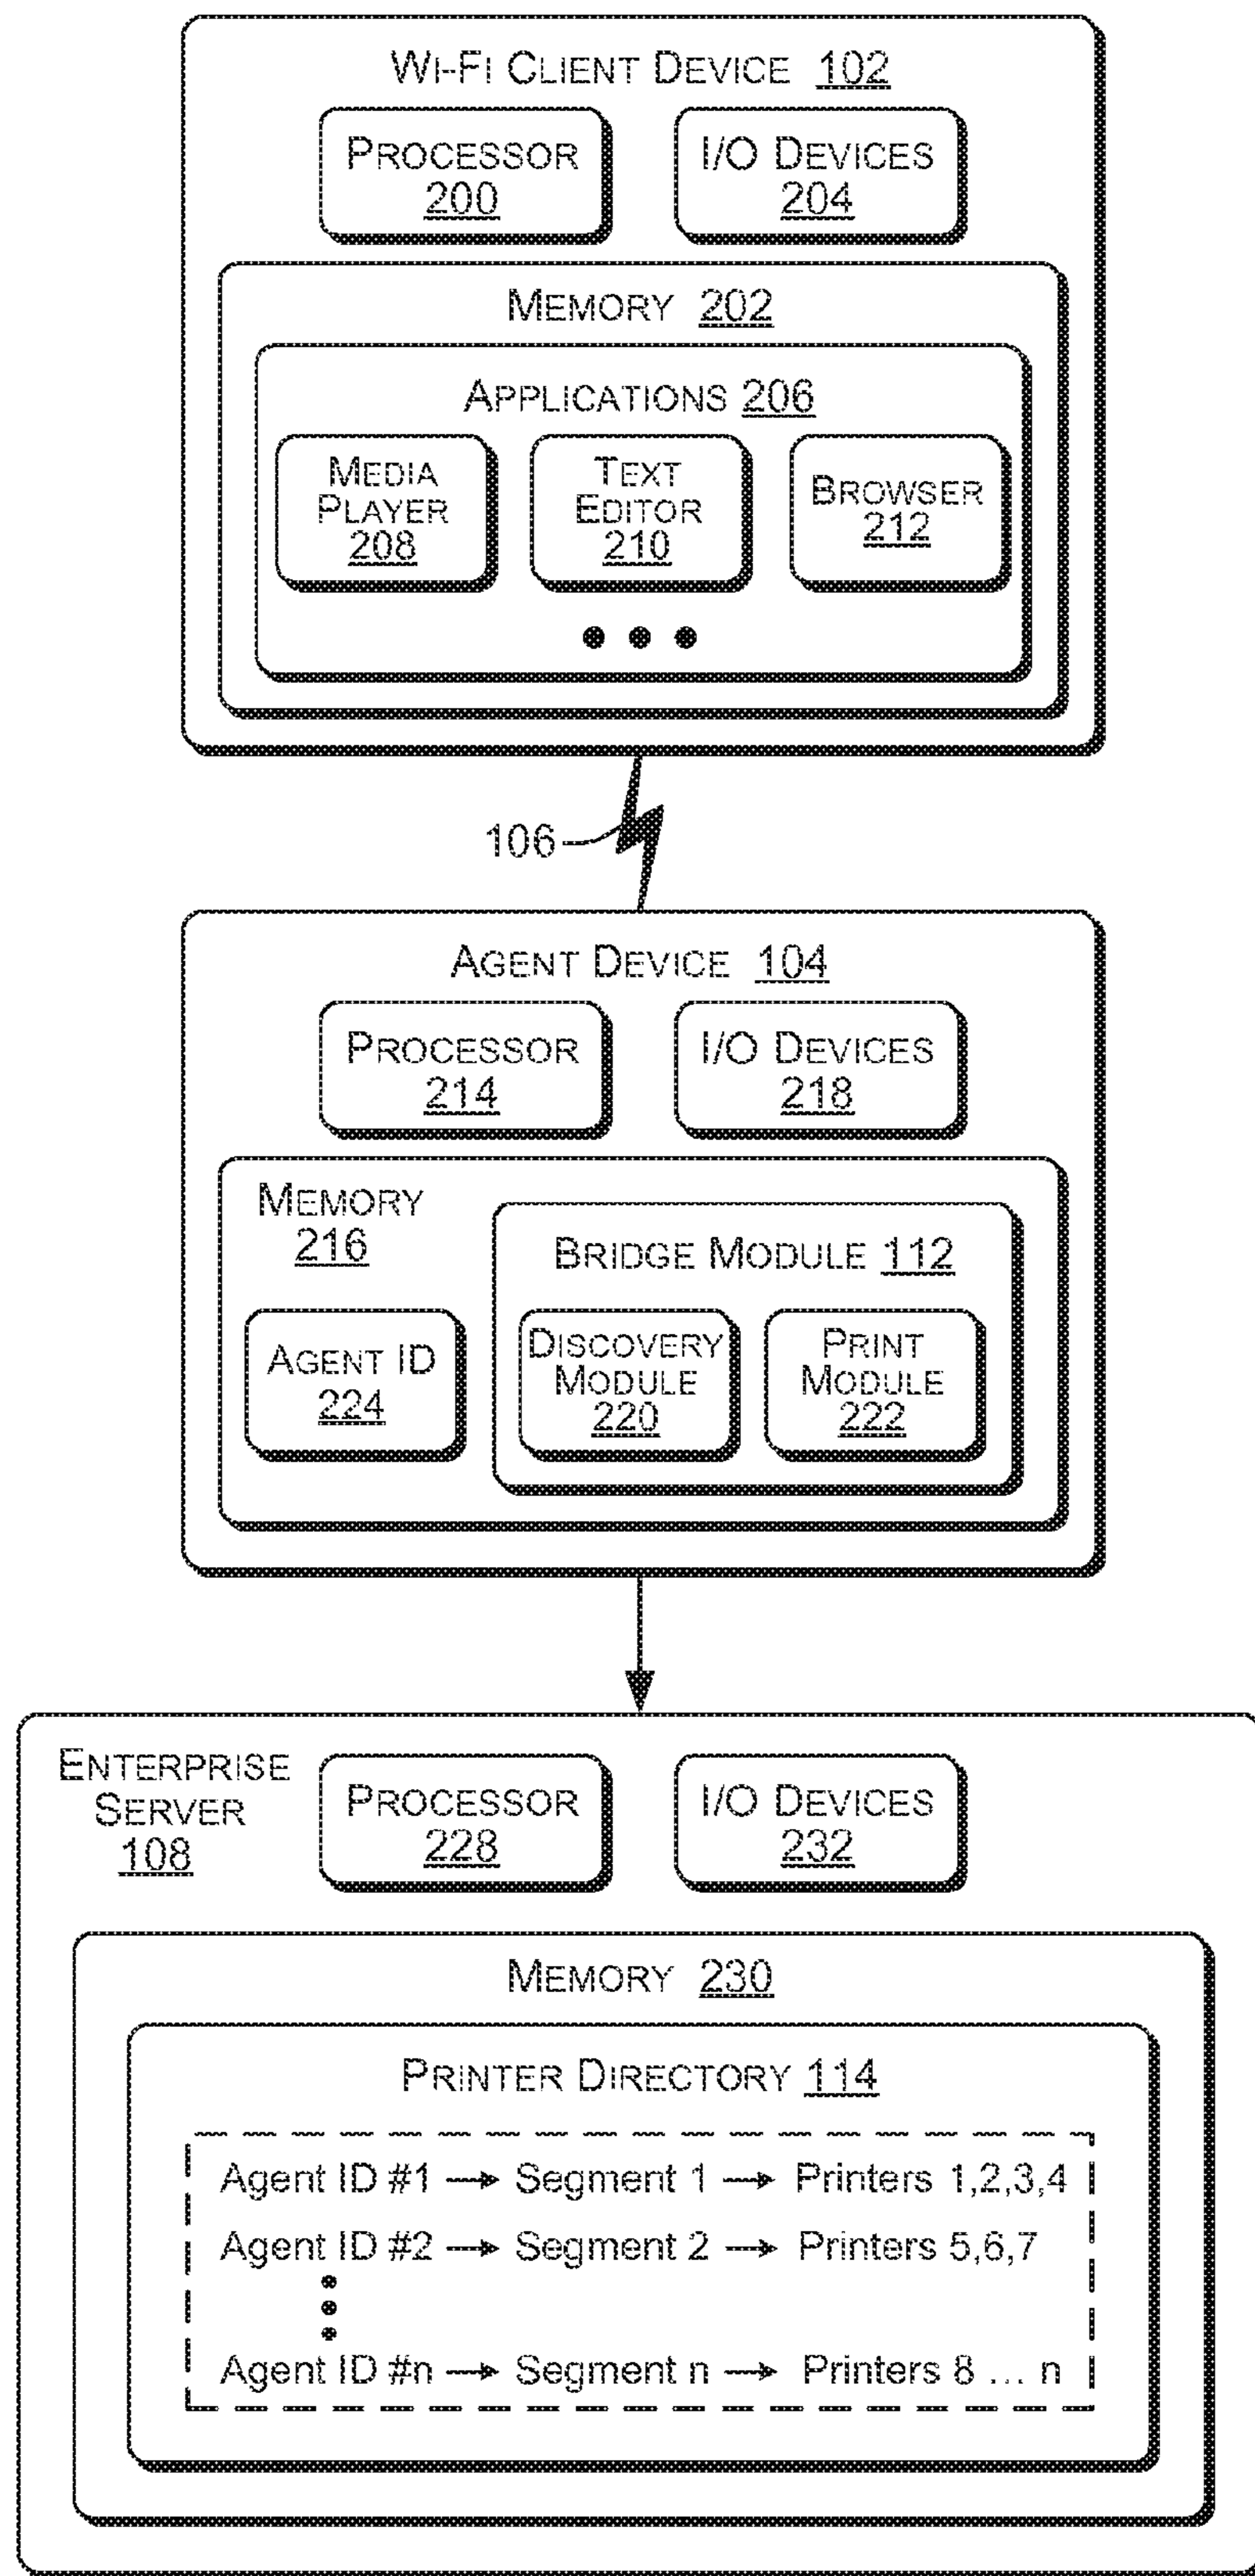 WI-FI CLIENT DEVICE 102
PROCESSOR
200
I/O DEVICES
204
MEMORY 202
APPLICATIONS 206
MEDIA
PLAYER
208
TEXT
EDITOR
210
BROWSER
212
106
AGENT DEVICE 104
PROCESSOR
214
I/O DEVICES
218
MEMORY
216
BRIDGE MODULE 112
AGENT ID
224
DISCOVERY
MODULE
220
PRINT
MODULE
222
ENTERPRISE
SERVER
108
PROCESSOR
228
I/O DEVICES
232
MEMORY 230
PRINTER DIRECTORY 114
Agent ID #1 → Segment 1 → Printers 1,2,3,4
Agent ID #2 → Segment 2 → Printers 5,6,7
Agent ID #n → Segment n → Printers 8 ... n